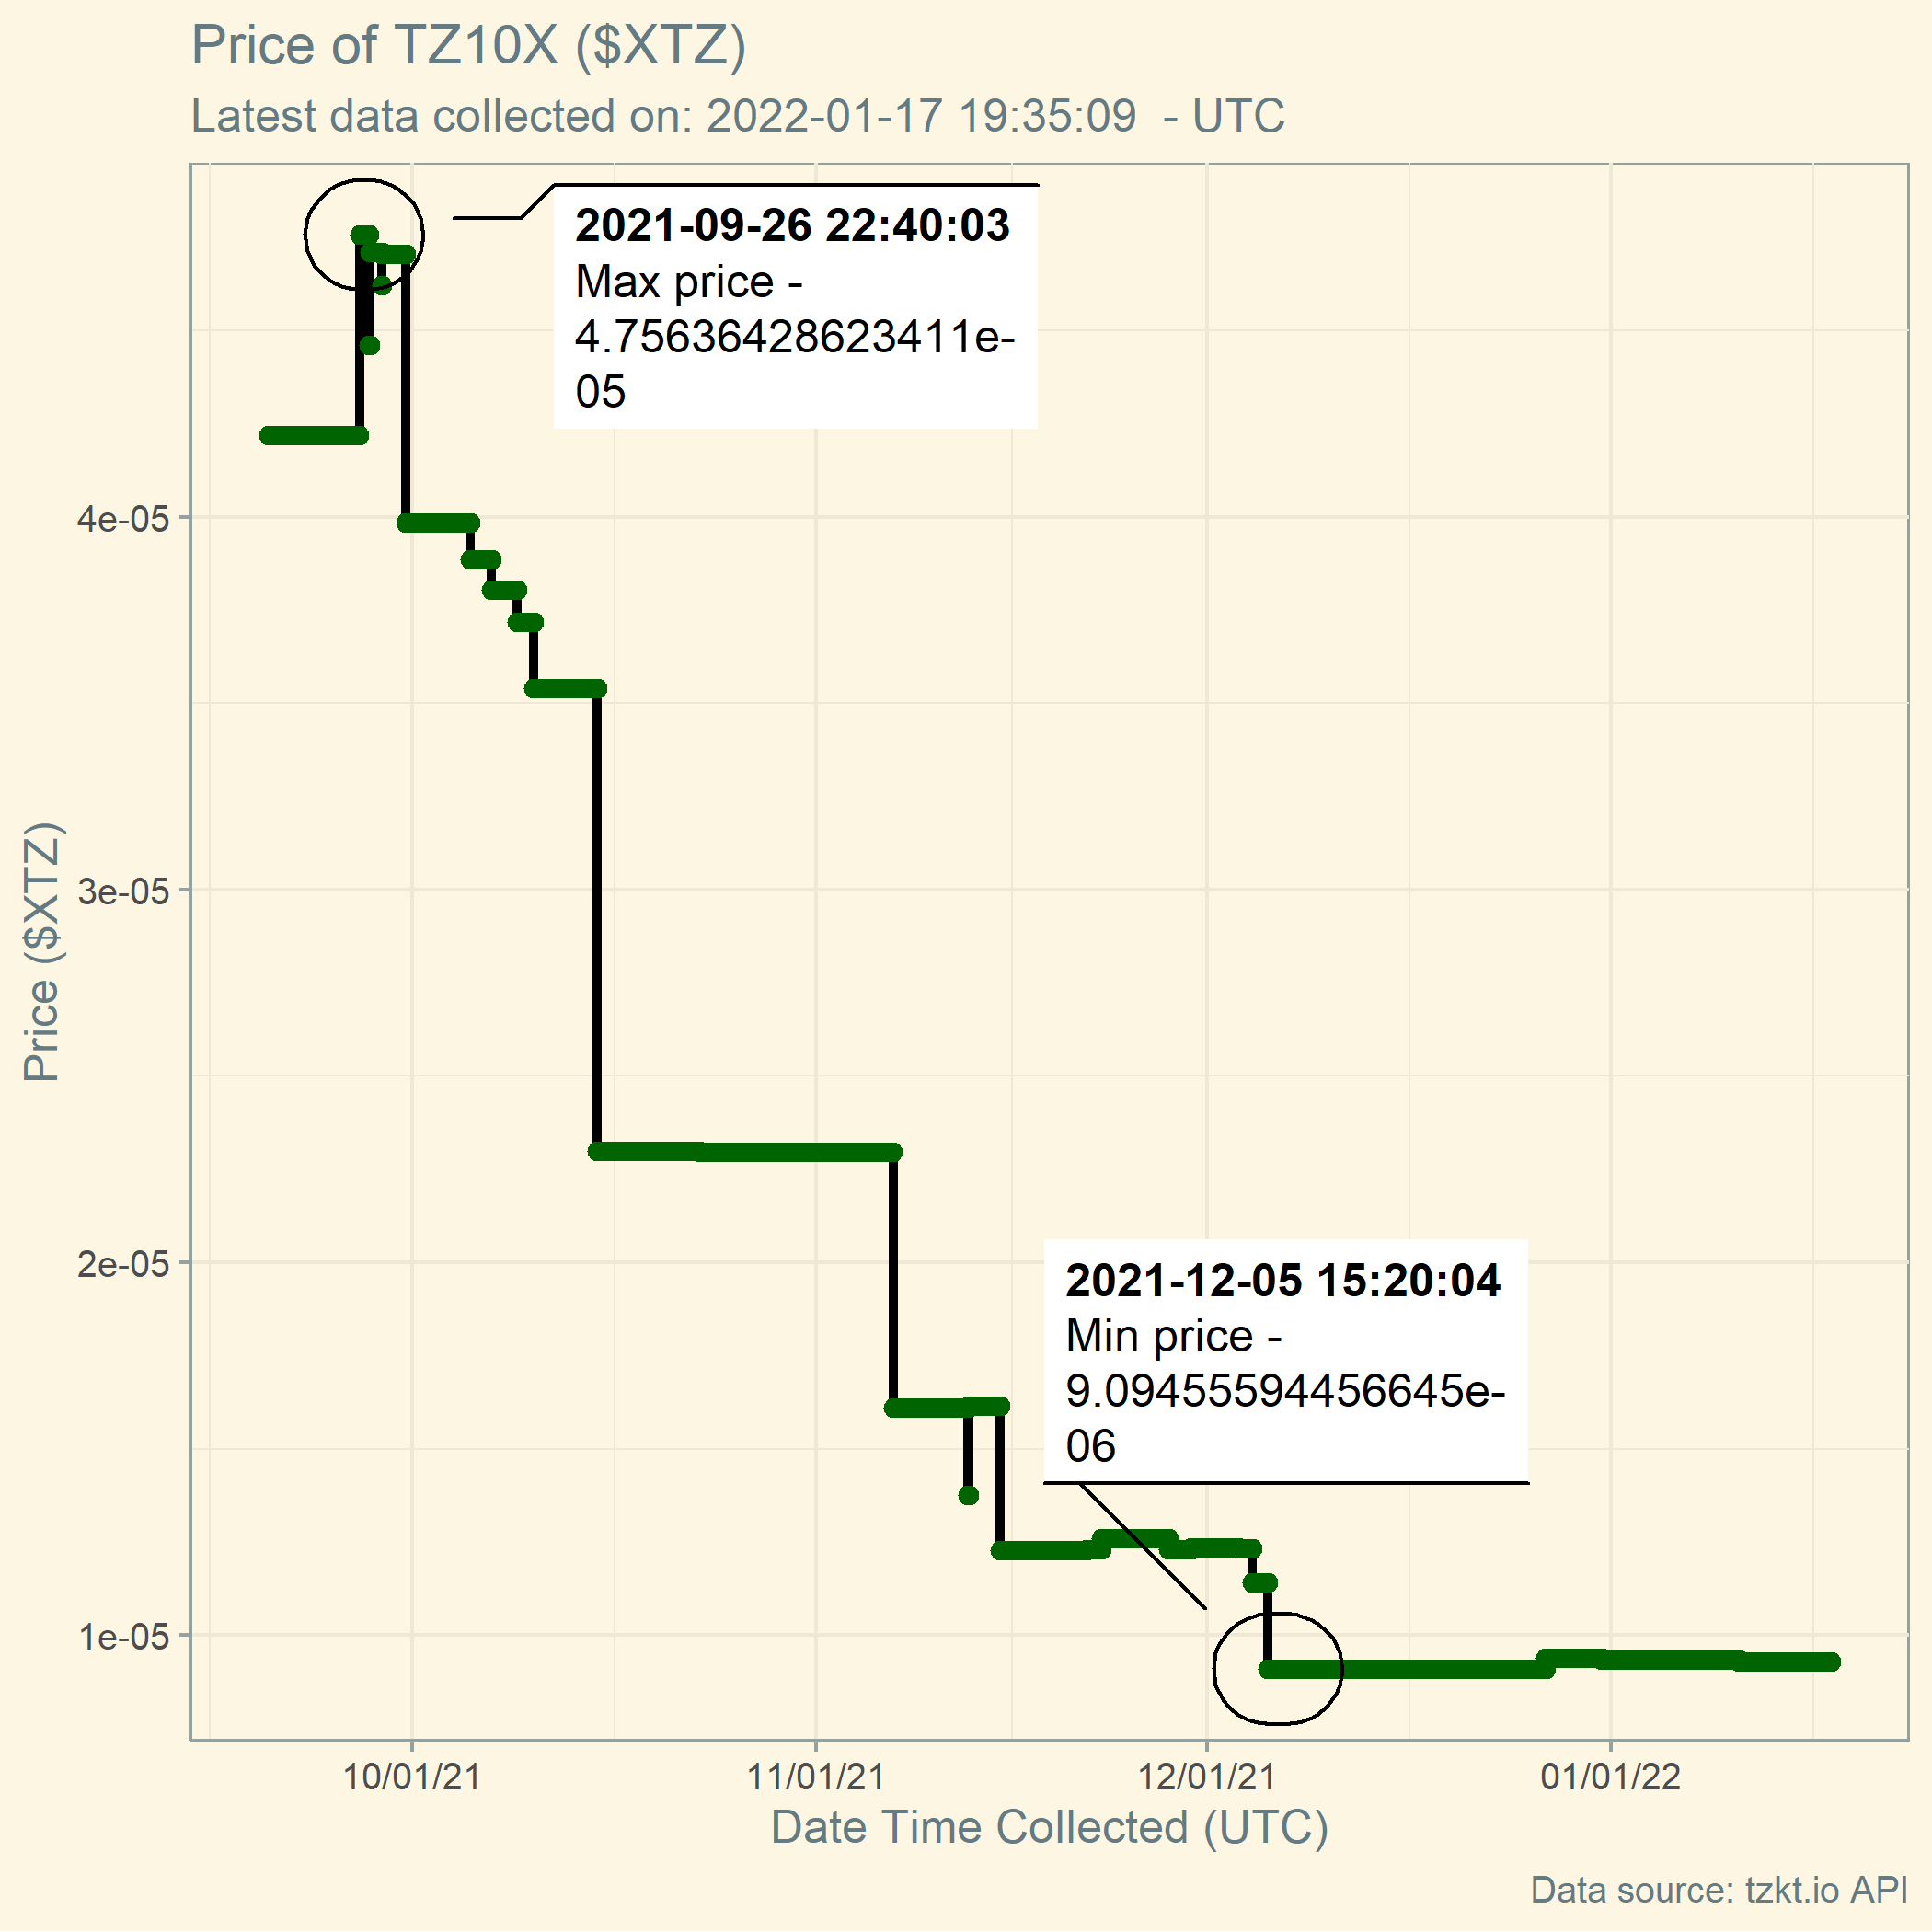 Price of TZ10X ($XTZ)
Latest data collected on: 2022-01-17 19:35:09  - UTC
2021-09-26 22:40:03
Max price -
4.75636428623411e-
05
4e-05
3e-05
2e-05
1e-05
Price ($XTZ)
2021-12-05 15:20:04
Min price -
9.09455594456645e-
06
10/01/21
11/01/21
12/01/21
01/01/22
Date Time Collected (UTC)
Data source: tzkt.io API